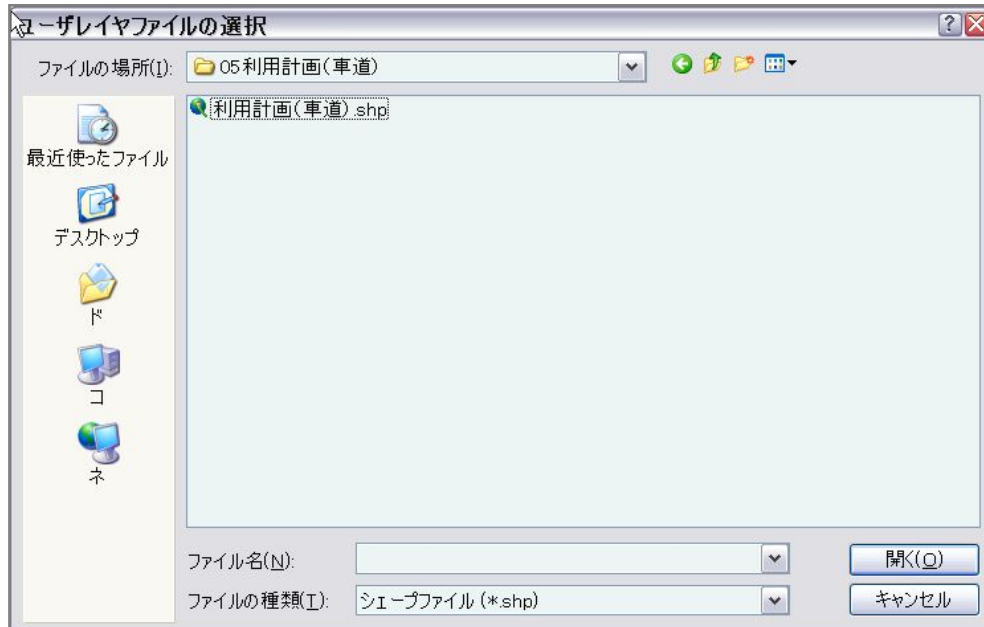 ユーザレイヤファイルの選択
ファイルの場所(I):
05利用計画(車道)
利用計画(車道).shp
最近使ったファイル
デスクトップ
ド
コ
ネ
ファイル名(N):
開く(O)
ファイルの種類(T):
シェープファイル (*.shp)
キャンセル